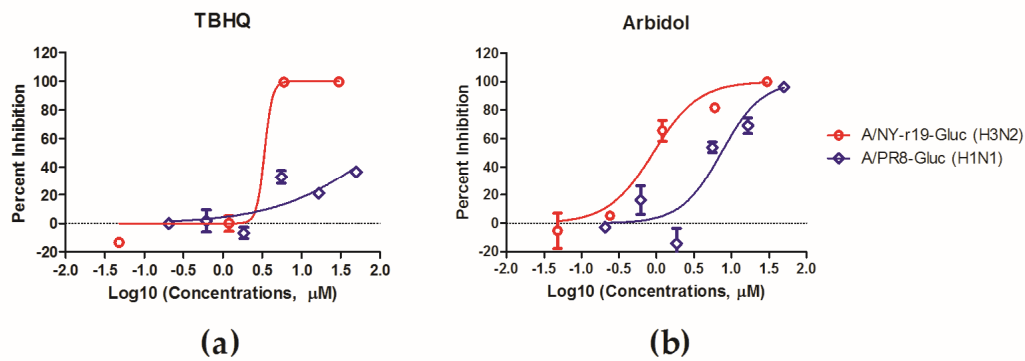 TBHQ
Percent Inhibition
120
100
80
60
40
20
0
-20
-2.0 -1.5 -1.0 -0.5 0.0 0.5 1.0 1.5 2.0
Log10 (Concentrations, μM)
(a)
Arbidol
Percent Inhibition
120
100
80
60
40
20
0
-20
-2.0 -1.5 -1.0 -0.5 0.0 0.5 1.0 1.5 2.0
Log10 (Concentrations, μM)
(b)
A/NY-r19-Gluc (H3N2)
A/PR8-Gluc (H1N1)